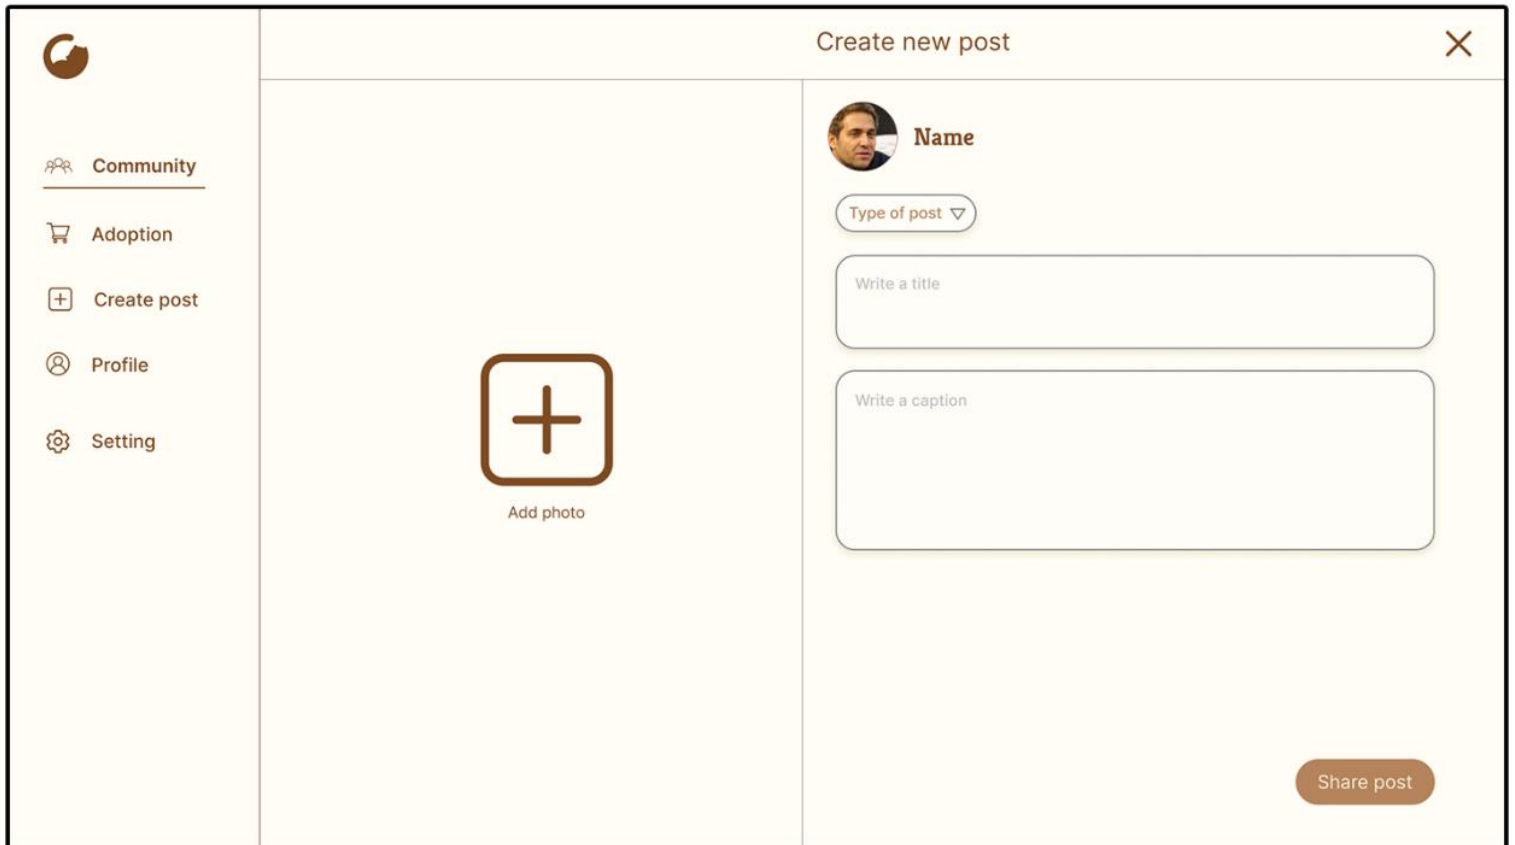 Create new post
Community
Adoption
Create post
Profile
Setting
Add photo
Name
Type of post
Write a title
Write a caption
Share post